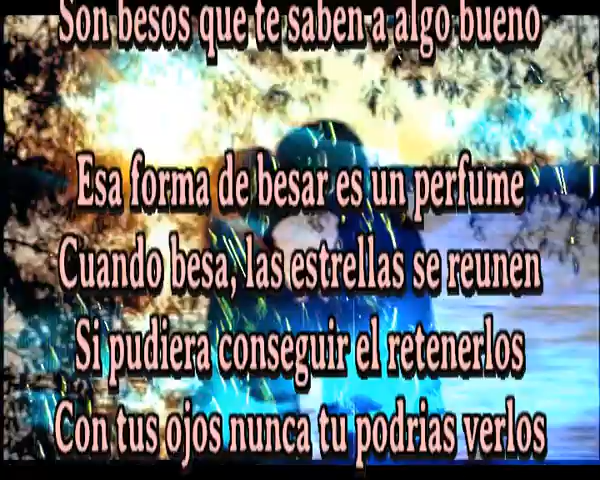 Son besos que te saben a algo bueno
Esa forma de besar es un perfume
Cuando besa, las estrellas se reunen
Si pudiera conseguir el retenerlos
Con tus ojos nunca tu podrias verlos